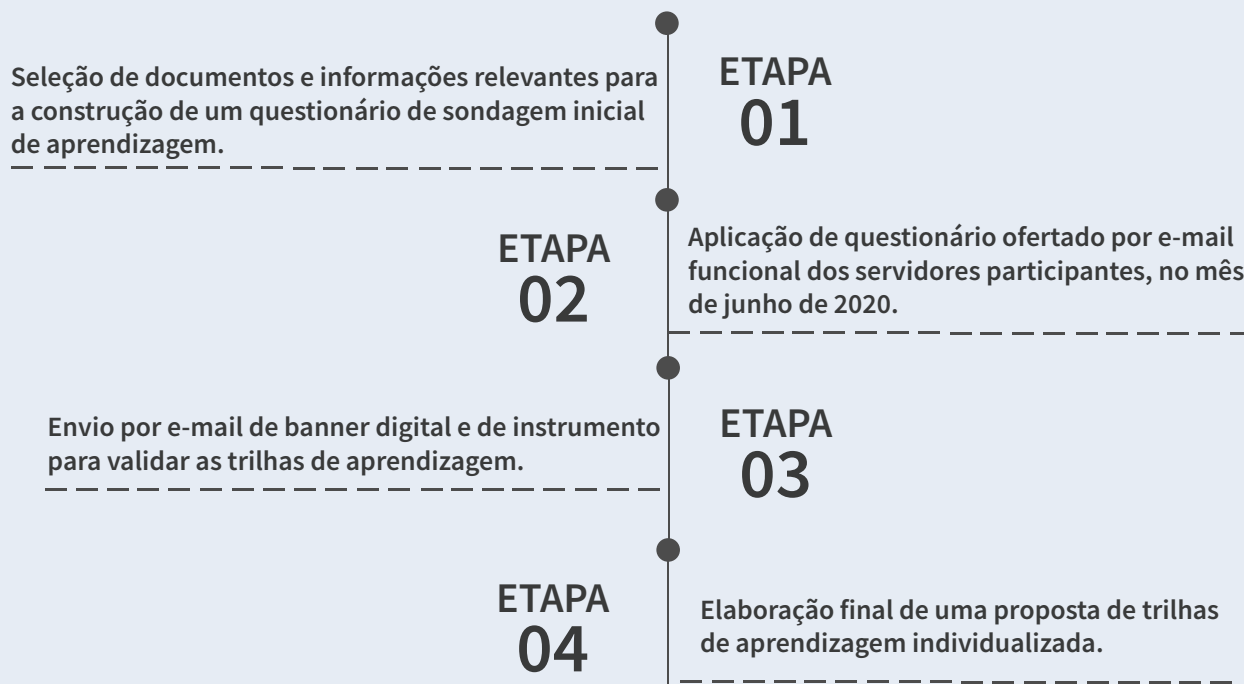 ETAPA
01
Seleção de documentos e informações relevantes para
a construção de um questionário de sondagem inicial
de aprendizagem.
ETAPA
02
Aplicação de questionário ofertado por e-mail
funcional dos servidores participantes, no mês
de junho de 2020.
ETAPA
03
Envio por e-mail de banner digital e de instrumento
para validar as trilhas de aprendizagem.
ETAPA
04
Elaboração final de uma proposta de trilhas
de aprendizagem individualizada.